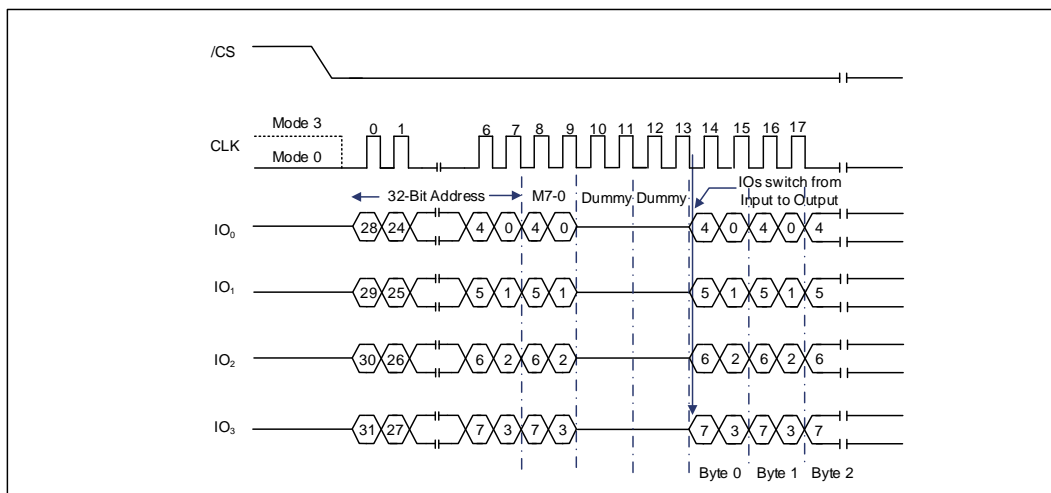 /CS
Mode 3
CLK
Mode 0
0 1 6 7 8 9 10 11 12 13 14 15 16 17
32-Bit Address M7-0 Dummy Dummy IOs switch from
Input to Output
IO₀ 28 24 4 0 4 0 4 0 4 0 4
IO₁ 29 25 5 1 5 1 5 1 5 1 5
IO₂ 30 26 6 2 6 2 6 2 6 2 6
IO₃ 31 27 7 3 7 3 7 3 7 3 7
Byte 0 Byte 1 Byte 2